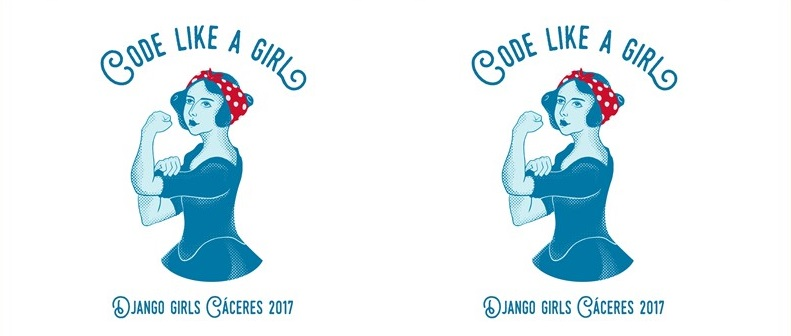 CODE LIKE A GIRL
CODE LIKE A GIRL
DJANGO GIRLS CÁCERES 2017
DJANGO GIRLS CÁCERES 2017